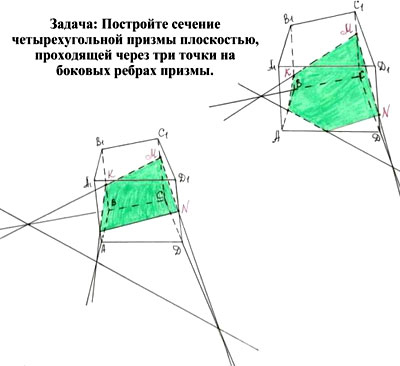 Задача: Постройте сечение
четырехугольной призмы плоскостью,
проходящей через три точки на
боковых ребрах призмы.
C₁
B₁
M
A₁
K
D₁
B
C
N
A
D
B₁
C₁
M
A₁
K
D₁
B
C
N
A
D